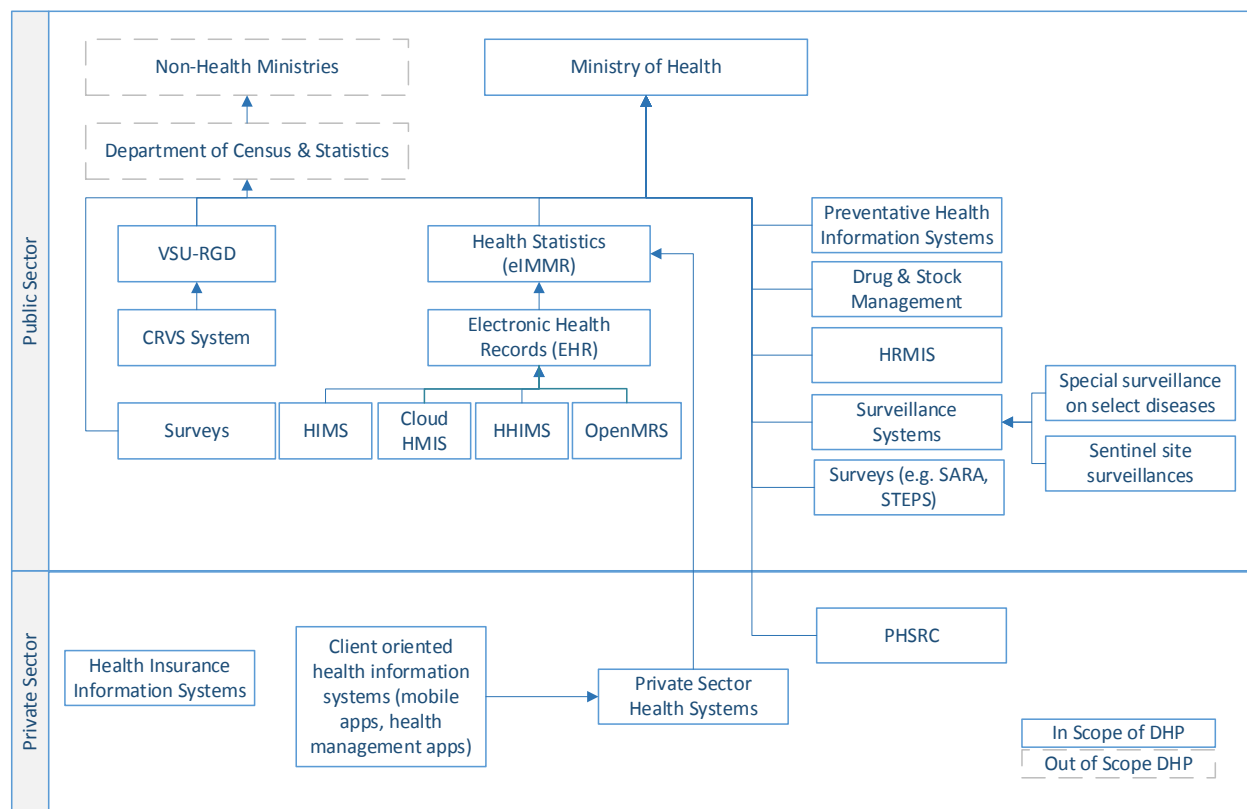 Public Sector
Non-Health Ministries
Ministry of Health
Department of Census & Statistics
VSU-RGD
Health Statistics
(eIMMR)
Preventative Health
Information Systems
Drug & Stock
Management
CRVS System
Electronic Health
Records (EHR)
HRMIS
Surveys
HIMS
Cloud
HMIS
HHIMS
OpenMRS
Surveillance
Systems
Special surveillance
on select diseases
Sentinel site
surveillances
Surveys (e.g. SARA,
STEPS)
Private Sector
Health Insurance
Information Systems
Client oriented
health information
systems (mobile
apps, health
management apps)
Private Sector
Health Systems
PHSRC
In Scope of DHP
Out of Scope DHP